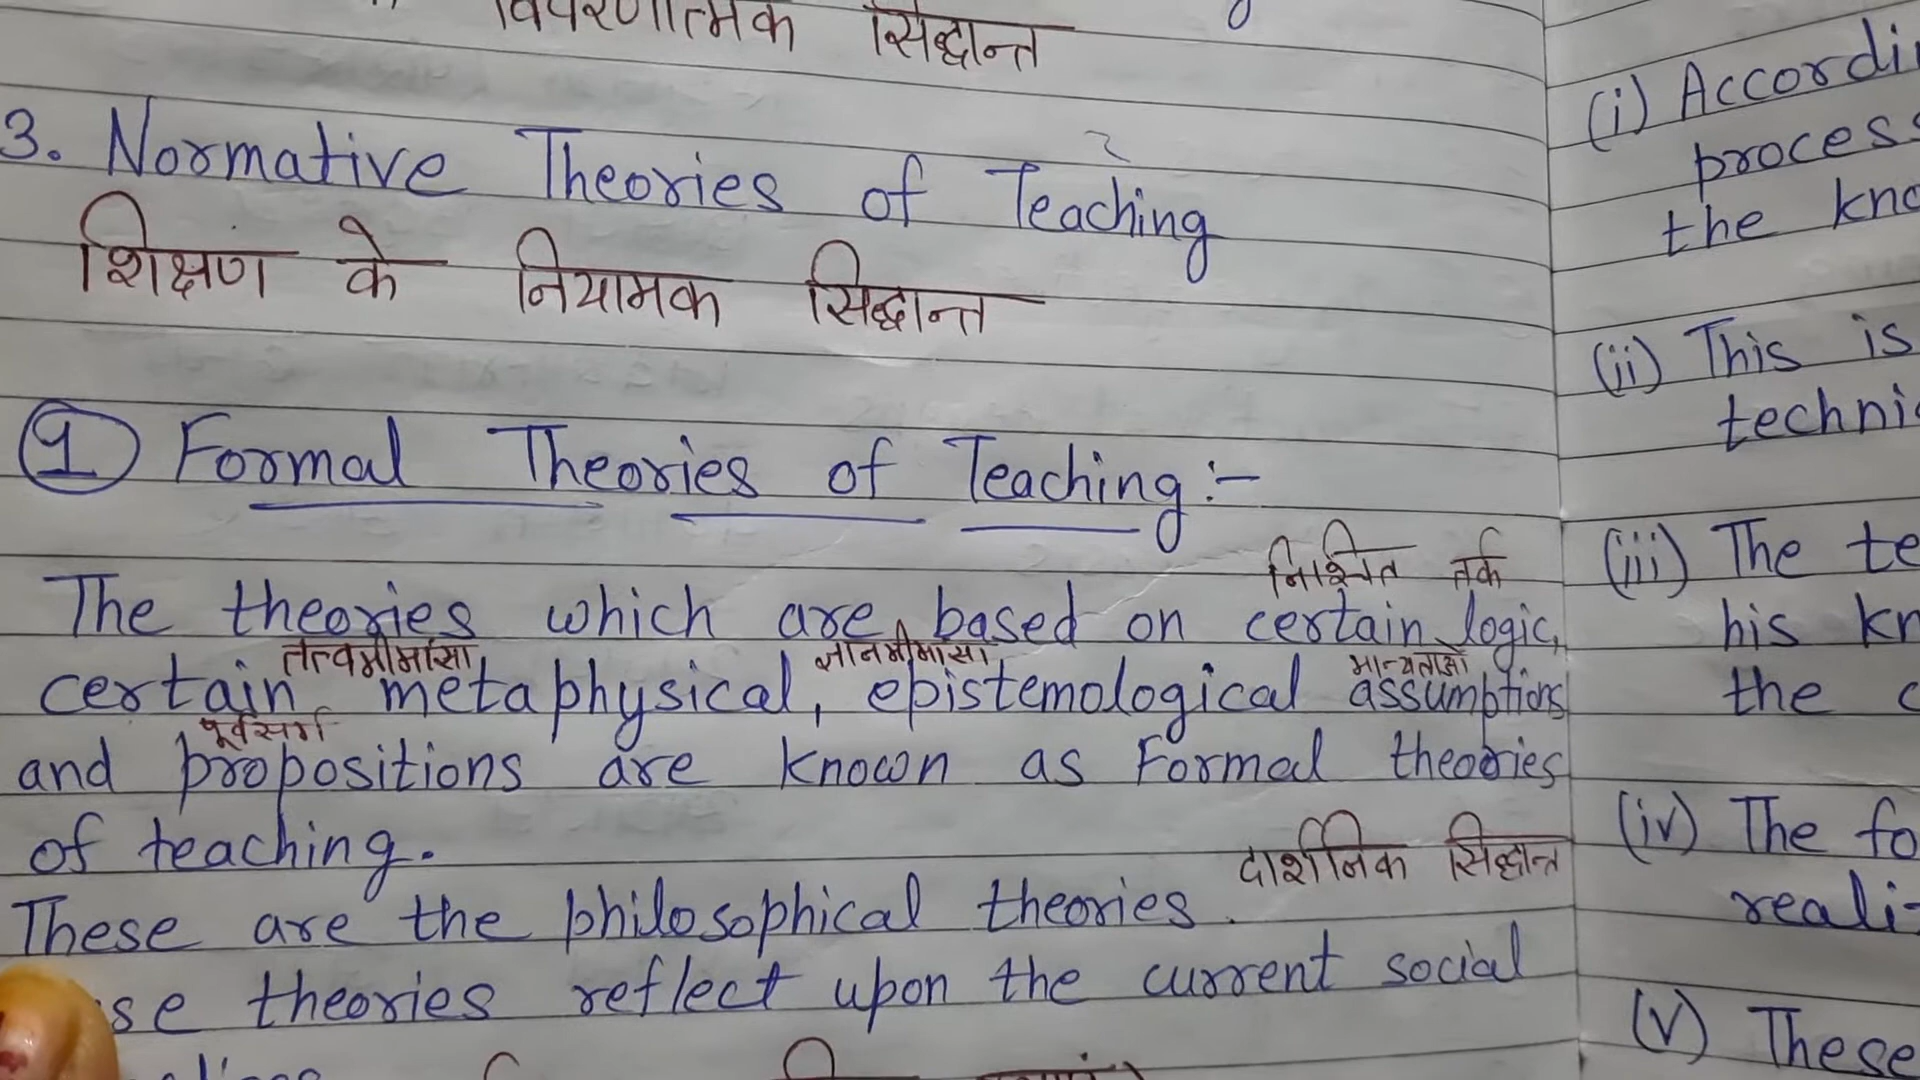 विवरणात्मक सिद्धान्त
3. Normative Theories of Teaching
शिक्षण के नियामक सिद्धान्त
1 Formal Theories of Teaching :-
निश्चित तर्क
The theories which are based on certain logic,
तत्वमीमांसा ज्ञानमीमांसा मान्यताओं
certain metaphysical, epistemological assumptions
पूर्वसर्ग
and propositions are known as Formal theories
of teaching.
दार्शनिक सिद्धान्त
These are the philosophical theories.
se theories reflect upon the current social
(i) Accordi
process
the kno
(ii) This is
techni
(iii) The te
his kn
the c
(iv) The fo
reali-
(v) These